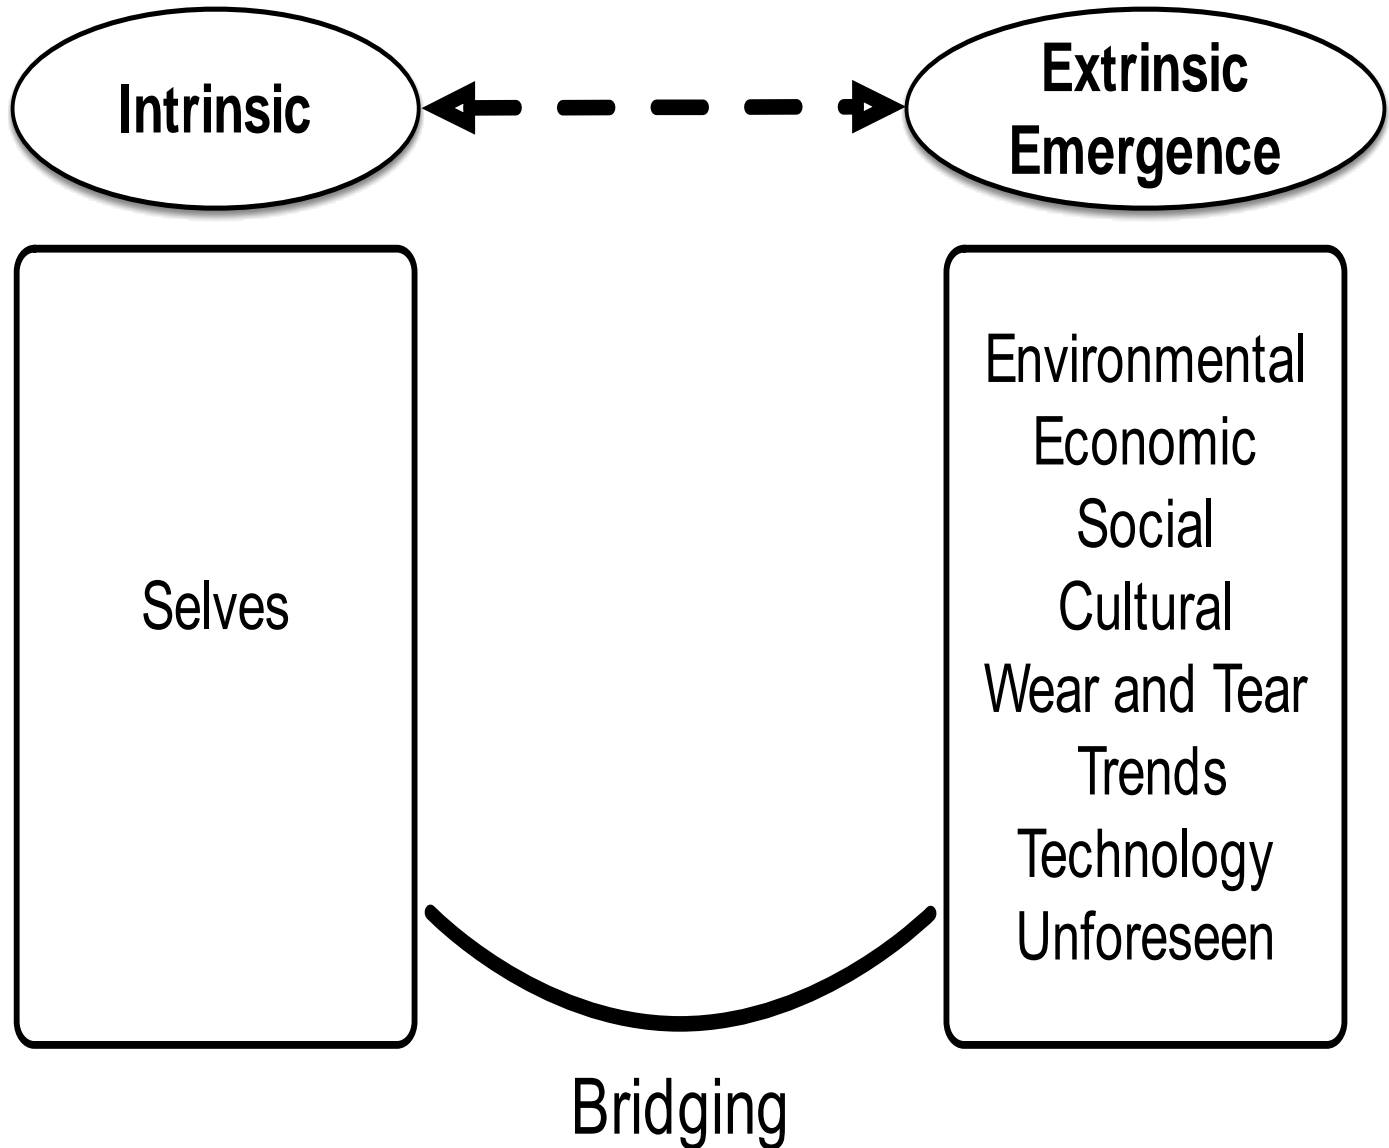 Intrinsic
Extrinsic
Emergence
Selves
Environmental
Economic
Social
Cultural
Wear and Tear
Trends
Technology
Unforeseen
Bridging